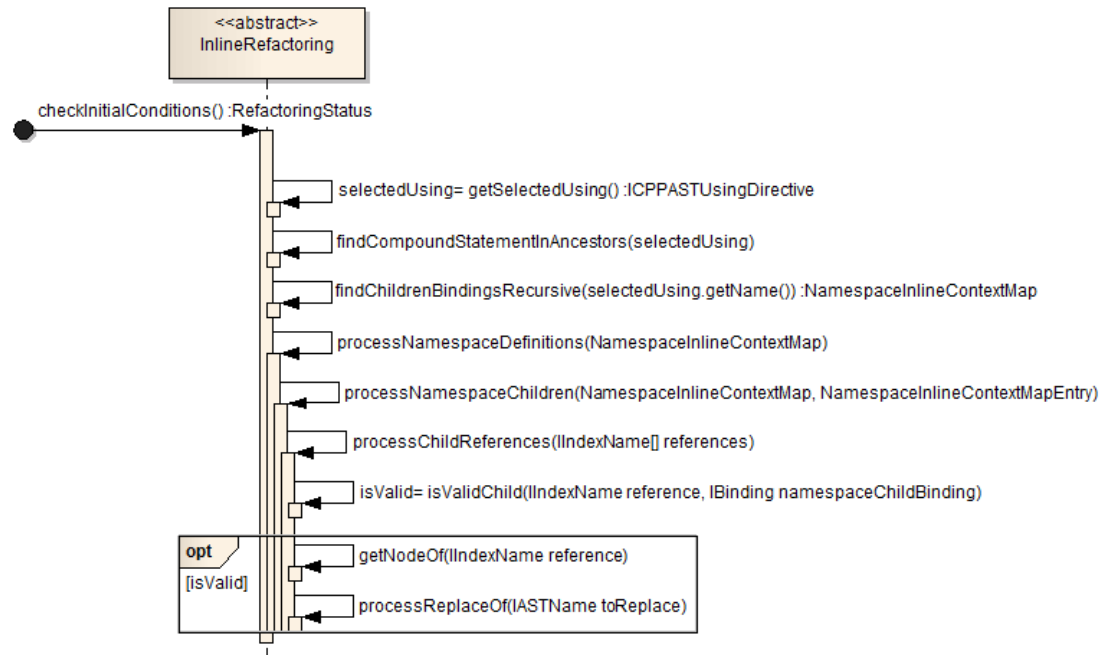 <<abstract>>
InlineRefactoring
checkInitialConditions() :RefactoringStatus
selectedUsing= getSelectedUsing() :ICPPASTUsingDirective
findCompoundStatementInAncestors(selectedUsing)
findChildrenBindingsRecursive(selectedUsing.getName()) :NamespaceInlineContextMap
processNamespaceDefinitions(NamespaceInlineContextMap)
processNamespaceChildren(NamespaceInlineContextMap, NamespaceInlineContextMapEntry)
processChildReferences(IIndexName[] references)
isValid= isValidChild(IIndexName reference, IBinding namespaceChildBinding)
opt
getNodeOf(IIndexName reference)
[isValid]
processReplaceOf(IASTName toReplace)